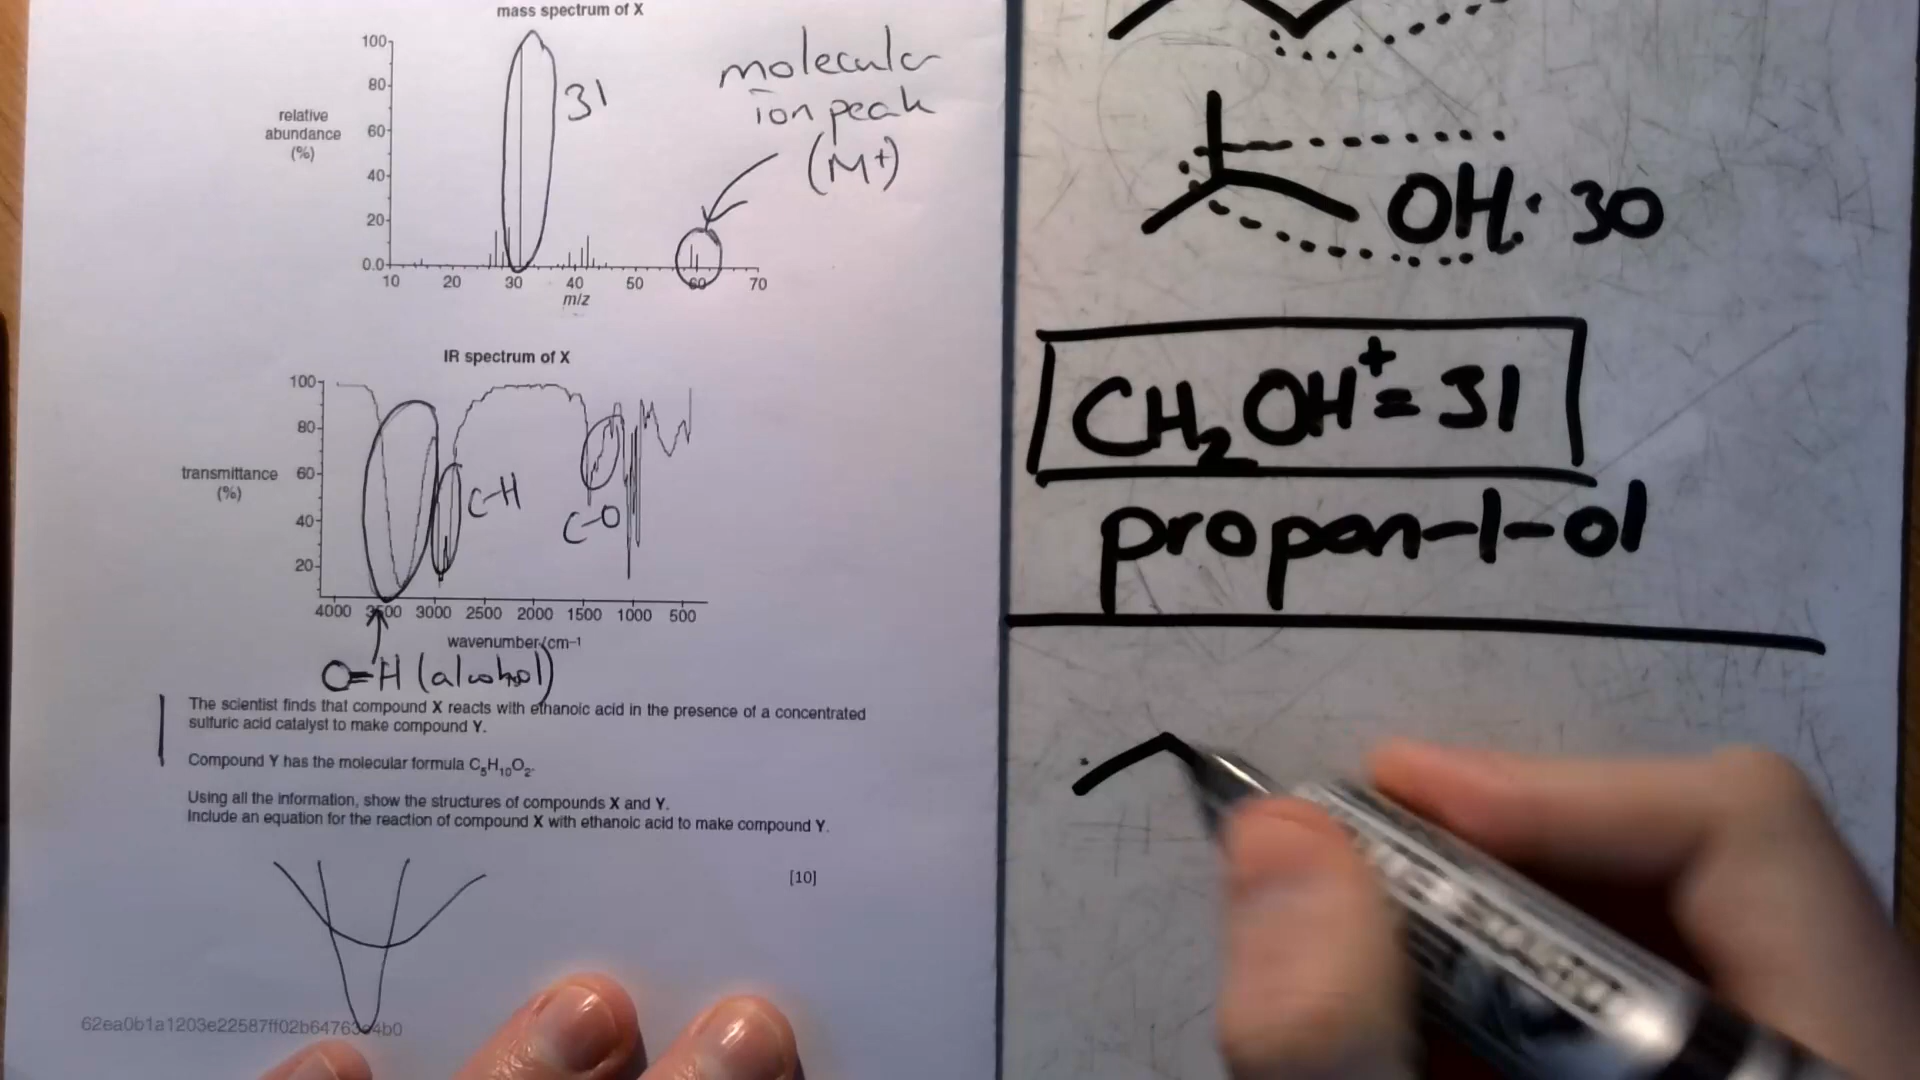 mass spectrum of X
100
80
60
40
20
0.0
relative
abundance
(%)
10 20 30 40 50 60 70
m/z
31
molecular
ion peak
(M+)
IR spectrum of X
100
80
60
40
20
transmittance
(%)
C-H
C-O
4000 3500 3000 2500 2000 1500 1000 500
wavenumber/cm–1
O-H (alcohol)
The scientist finds that compound X reacts with ethanoic acid in the presence of a concentrated
sulfuric acid catalyst to make compound Y.
Compound Y has the molecular formula C₅H₁₀O₂.
Using all the information, show the structures of compounds X and Y.
Include an equation for the reaction of compound X with ethanoic acid to make compound Y.
[10]
OH: 30
CH₂OH⁺= 31
propan-1-ol